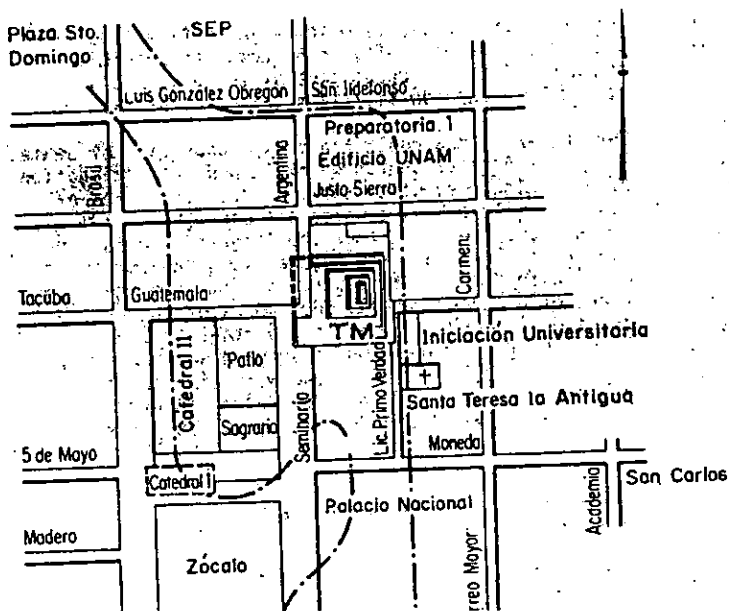 Plaza Sto.
Domingo
SEP
Luis González Obregón
San Ildefonso
Preparatoria 1
Edificio UNAM
Justo Sierra
Brasil
Argentina
Carmen
Tacuba
Guatemala
TM
Iniciación Universitaria
Catedral II
Patio
Sagrario
Seminario
Lic. Primo Verdad
Santa Teresa la Antigua
Moneda
5 de Mayo
Catedral I
Palacio Nacional
Academia
San Carlos
Madero
Zócalo
rreo Mayor